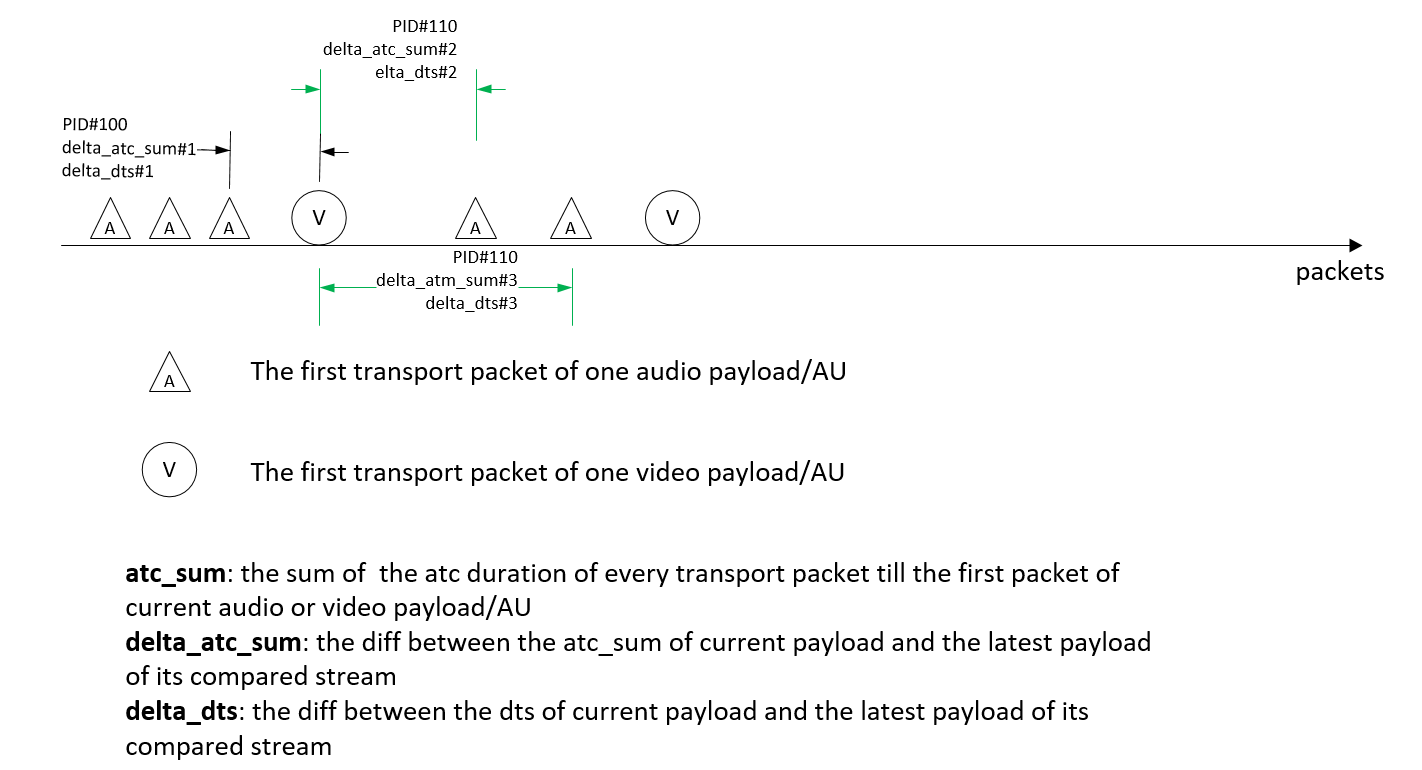 PID#110
delta_atc_sum#2
elta_dts#2
PID#100
delta_atc_sum#1
delta_dts#1
A A A V A A V
PID#110
delta_atm_sum#3
delta_dts#3
packets
A The first transport packet of one audio payload/AU
V The first transport packet of one video payload/AU
atc_sum: the sum of the atc duration of every transport packet till the first packet of
current audio or video payload/AU
delta_atc_sum: the diff between the atc_sum of current payload and the latest payload
of its compared stream
delta_dts: the diff between the dts of current payload and the latest payload of its
compared stream